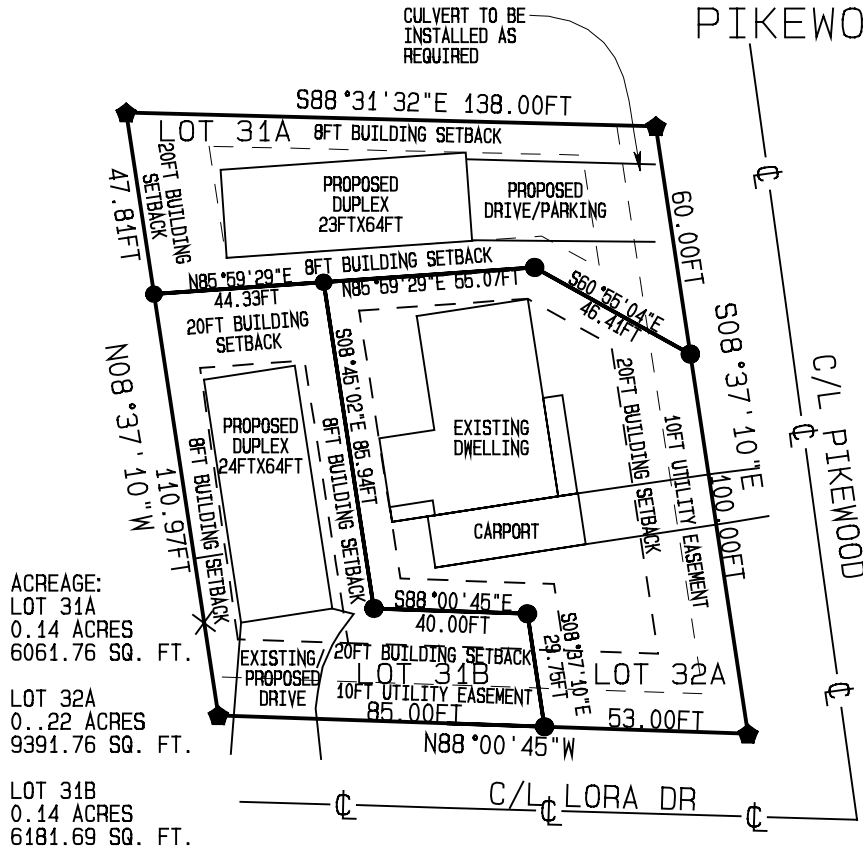 CULVERT TO BE
INSTALLED AS
REQUIRED
PIKEWO
S88°31'32"E 138.00FT
LOT 31A
8FT BUILDING SETBACK
20FT BUILDING
SETBACK
47.81FT
PROPOSED
DUPLEX
23FTX64FT
PROPOSED
DRIVE/PARKING
60.00FT
8FT BUILDING SETBACK
N85°59'29"E
44.33FT
N85°59'29"E 55.07FT
S60°56'04"E
46.41FT
20FT BUILDING
SETBACK
S08°37'10"E
100.00FT
C/L PIKEWOOD
N08°37'10"W
110.97FT
8FT BUILDING SETBACK
PROPOSED
DUPLEX
24FTX64FT
8FT BUILDING SETBACK
S08°45'02"E 85.94FT
EXISTING
DWELLING
CARPORT
20FT BUILDING SETBACK
10FT UTILITY EASEMENT
S88°00'45"E
40.00FT
S08°37'10"E
29.75FT
EXISTING/
PROPOSED
DRIVE
20FT BUILDING SETBACK
LOT 31B
10FT UTILITY EASEMENT
85.00FT
LOT 32A
53.00FT
N88°00'45"W
C/L LORA DR
ACREAGE:
LOT 31A
0.14 ACRES
6061.76 SQ. FT.
LOT 32A
0..22 ACRES
9391.76 SQ. FT.
LOT 31B
0.14 ACRES
6181.69 SQ. FT.